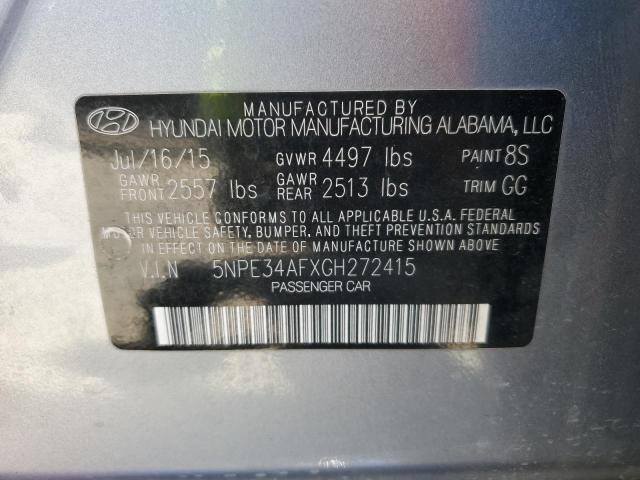 MANUFACTURED BY
HYUNDAI MOTOR MANUFACTURING ALABAMA, LLC
Jul/16/15 GVWR 4497 lbs PAINT 8S
GAWR FRONT 2557 lbs GAWR REAR 2513 lbs TRIM GG
THIS VEHICLE CONFORMS TO ALL APPLICABLE U.S.A. FEDERAL
MOTOR VEHICLE SAFETY, BUMPER, AND THEFT PREVENTION STANDARDS
IN EFFECT ON THE DATE OF MANUFACTURE SHOWN ABOVE.
V.I.N 5NPE34AFXGH272415
PASSENGER CAR